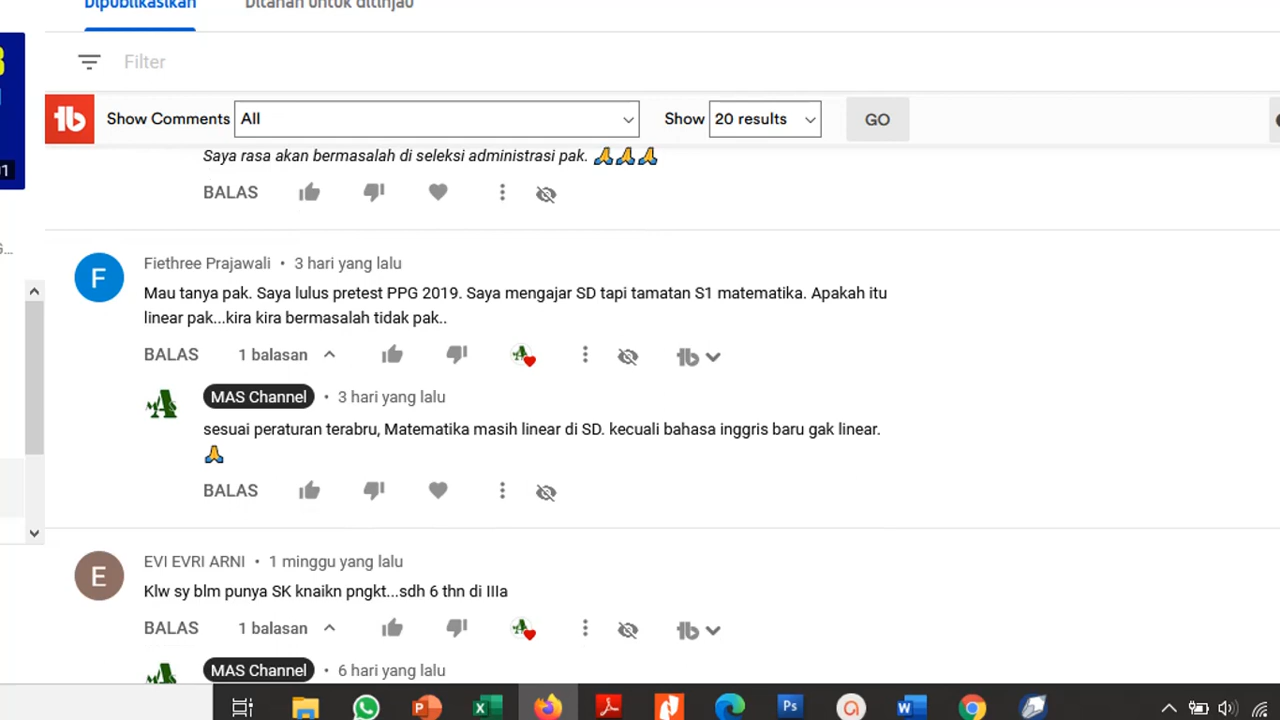 Dipublikasikan Ditahan untuk ditinjau
Filter
Show Comments All Show 20 results GO
Saya rasa akan bermasalah di seleksi administrasi pak. 🙏🙏🙏
BALAS
F Fiethree Prajawali • 3 hari yang lalu
Mau tanya pak. Saya lulus pretest PPG 2019. Saya mengajar SD tapi tamatan S1 matematika. Apakah itu
linear pak...kira kira bermasalah tidak pak..
BALAS 1 balasan
MAS Channel • 3 hari yang lalu
sesuai peraturan terabru, Matematika masih linear di SD. kecuali bahasa inggris baru gak linear.
🙏
BALAS
E EVI EVRI ARNI • 1 minggu yang lalu
Klw sy blm punya SK knaikn pngkt...sdh 6 thn di IIIa
BALAS 1 balasan
MAS Channel • 6 hari yang lalu